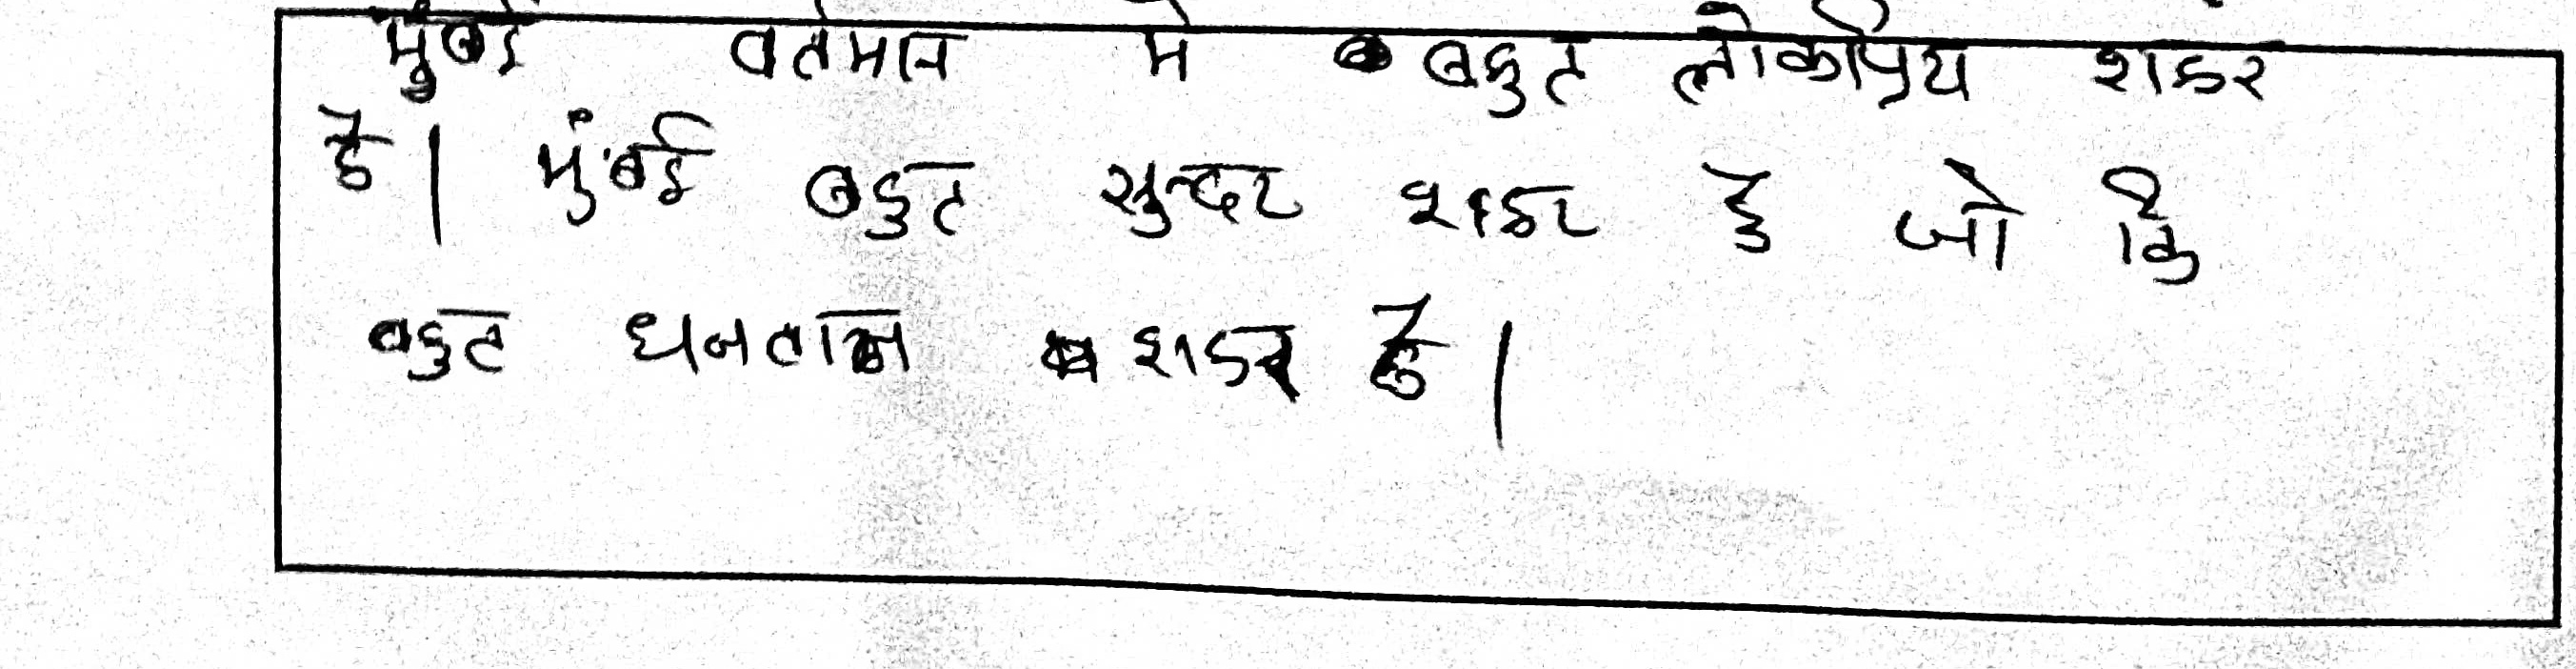 मुंबई वर्तमान मे बहुत लोकप्रिय शहर
है। मुंबई बहुत सुन्दर शहर है जो कि
बहुत धनवान शहर है।